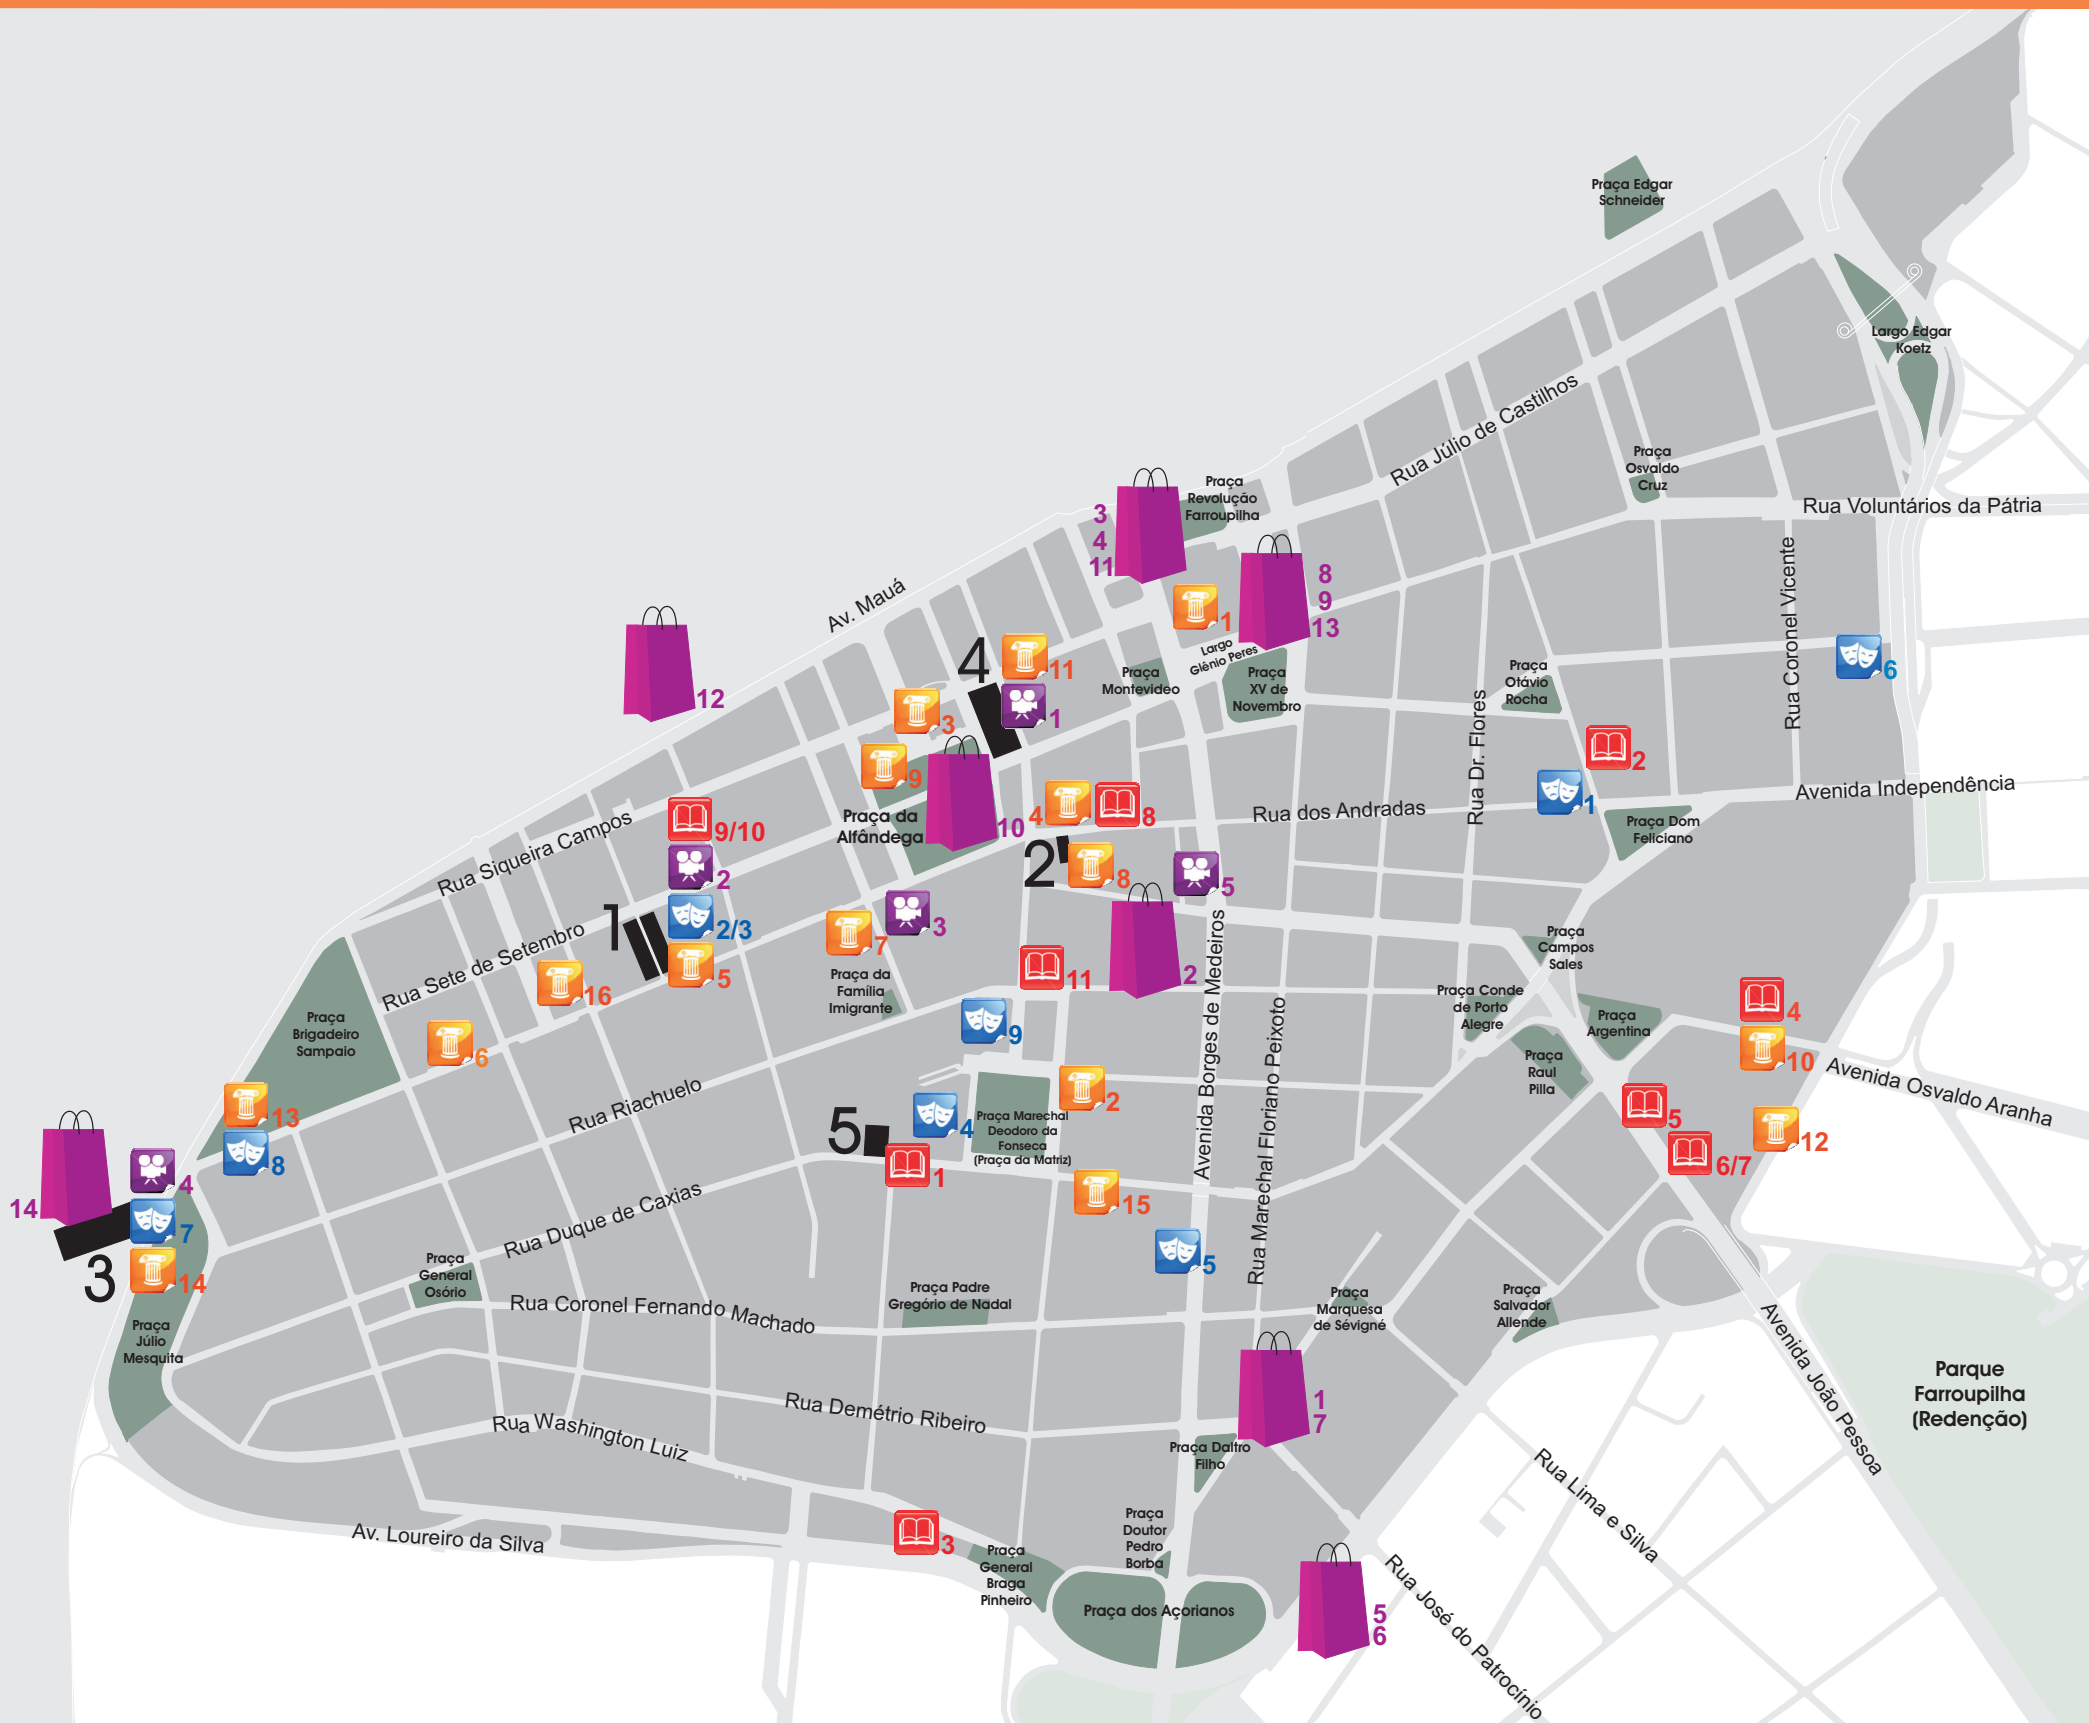 Praça Edgar
Schneider
Largo Edgar
Koetz
Rua Júlio de Castilhos
Praça
Osvaldo
Cruz
Rua Voluntários da Pátria
Praça
Revolução
Farroupilha
3
4
11
8
9
13
1
Largo
Glênio Peres
Av. Mauá
Rua Coronel Vicente
6
4
11
1
Praça
Montevideo
Praça
XV de
Novembro
Praça
Otávio
Rocha
12
3
9
Rua Dr. Flores
2
1
Avenida Independência
Praça da
Alfândega
10
4
8
Rua dos Andradas
Praça Dom
Feliciano
Rua Siqueira Campos
9/10
2
2/3
5
1
2
8
5
3
7
Rua Sete de Setembro
16
6
Praça da
Família
Imigrante
11
2
9
Avenida Borges de Medeiros
Rua Marechal Floriano Peixoto
Praça
Campos
Sales
Praça Conde
de Porto
Alegre
Praça
Argentina
Praça
Raul
Pilla
4
10
Avenida Osvaldo Aranha
5
12
6/7
Praça
Brigadeiro
Sampaio
13
8
Rua Riachuelo
5
4
1
Praça Marechal
Deodoro da
Fonseca
(Praça da Matriz)
2
15
5
14
4
7
14
3
Rua Duque de Caxias
Praça
General
Osório
Praça
Júlio
Mesquita
Rua Coronel Fernando Machado
Praça Padre
Gregório de Nadal
Praça
Marquesa
de Sévigné
Praça
Salvador
Allende
Avenida João Pessoa
Parque
Farroupilha
(Redenção)
1
7
Rua Demétrio Ribeiro
Rua Washington Luiz
Praça Daltro
Filho
Rua Lima e Silva
Av. Loureiro da Silva
3
Praça
General
Braga
Pinheiro
Praça
Doutor
Pedro
Borba
Praça dos Açorianos
5
6
Rua José do Patrocínio